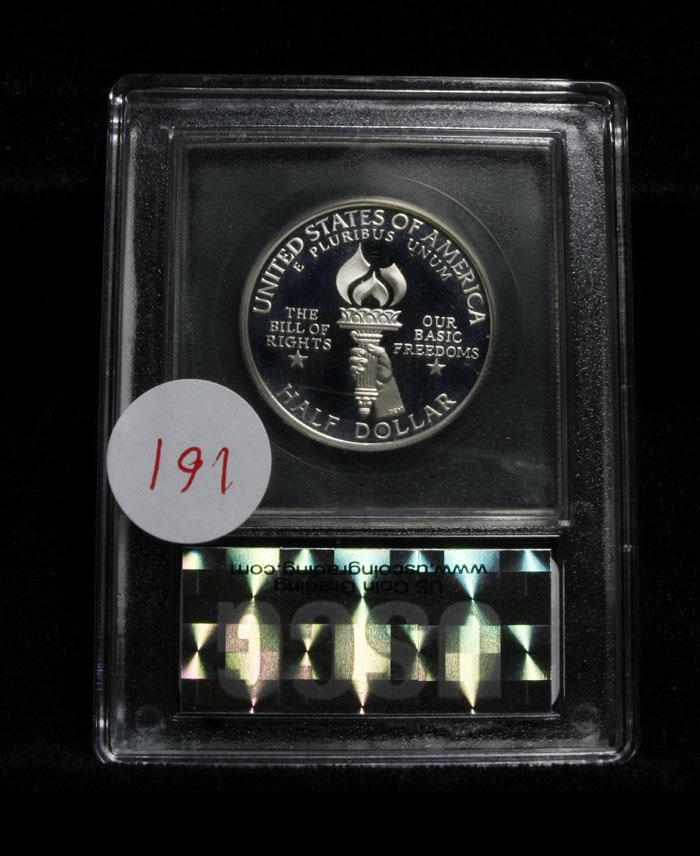 UNITED STATES OF AMERICA
E PLURIBUS UNUM
THE
BILL OF
RIGHTS
OUR
BASIC
FREEDOMS
HALF DOLLAR
191
www.uscoingrading.com
US Coin Grading
USCG